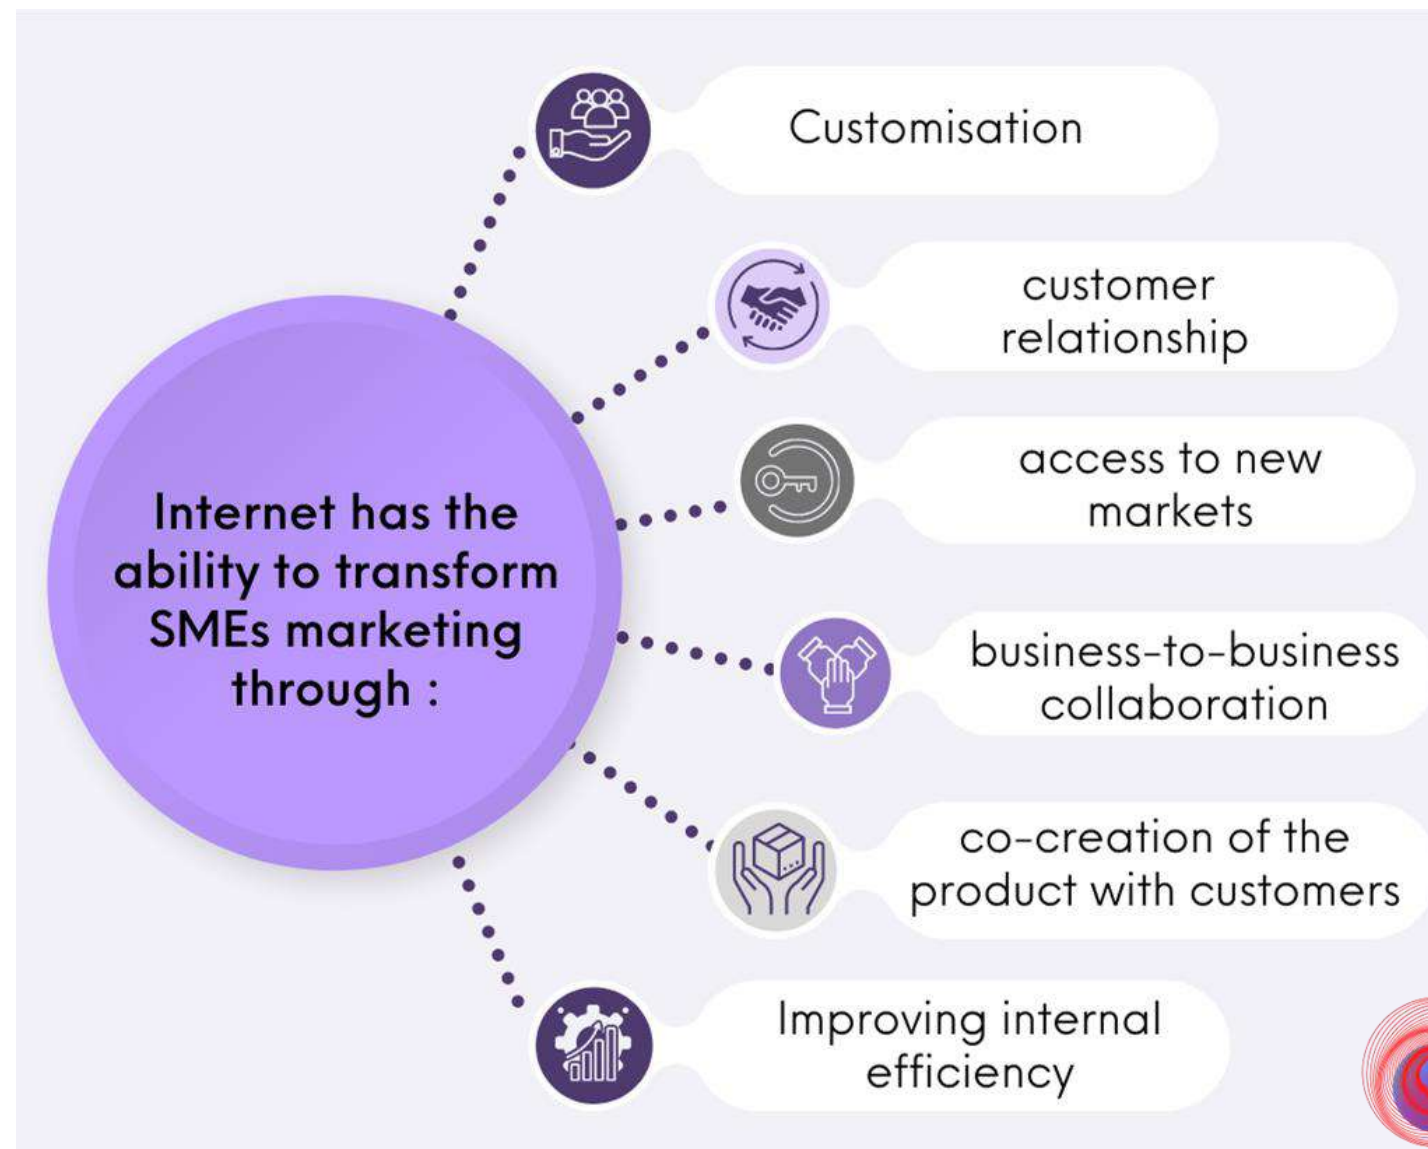 Internet has the
ability to transform
SMEs marketing
through :
Customisation
customer
relationship
access to new
markets
business-to-business
collaboration
co-creation of the
product with customers
Improving internal
efficiency